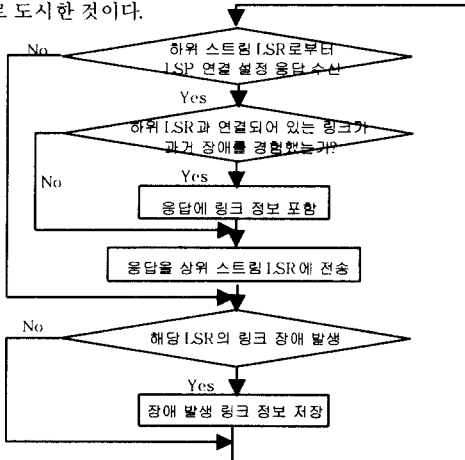 로 도시한 것이다.
No
하위 스트림 LSR로부터
LSP 연결 설정 응답 수신
Yes
하위 LSR과 연결되어 있는 링크가
과거 장애를 경험했는가?
No
Yes
응답에 링크 정보 포함
응답을 상위 스트림 LSR에 전송
No
해당 LSR의 링크 장애 발생
Yes
장애 발생 링크 정보 저장